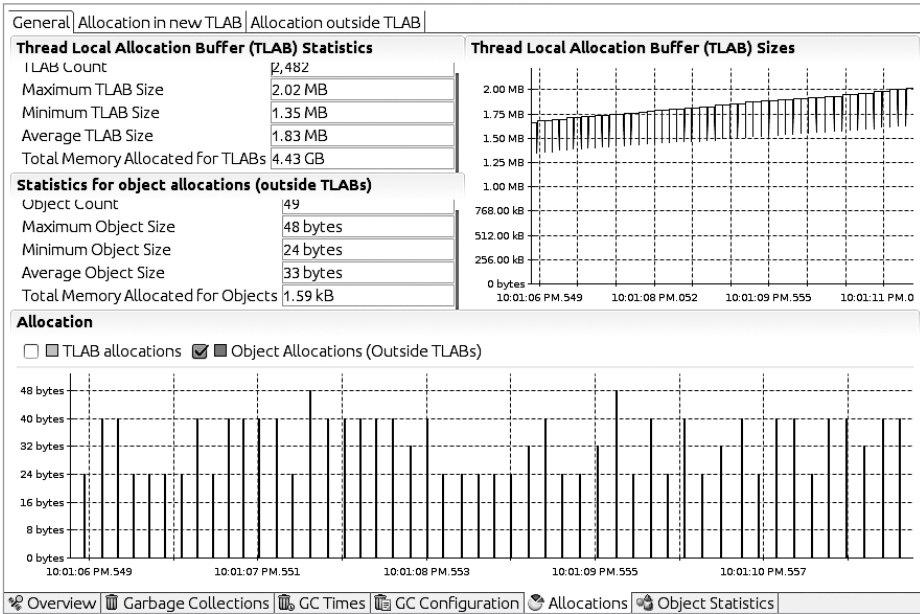 General Allocation in new TLAB Allocation outside TLAB
Thread Local Allocation Buffer (TLAB) Statistics
TLAB Count 2,482
Maximum TLAB Size 2.02 MB
Minimum TLAB Size 1.35 MB
Average TLAB Size 1.83 MB
Total Memory Allocated for TLABs 4.43 GB
Statistics for object allocations (outside TLABs)
Object Count 49
Maximum Object Size 48 bytes
Minimum Object Size 24 bytes
Average Object Size 33 bytes
Total Memory Allocated for Objects 1.59 kB
Thread Local Allocation Buffer (TLAB) Sizes
2.00 MB
1.75 MB
1.50 MB
1.25 MB
1.00 MB
768.00 kB
512.00 kB
256.00 kB
0 bytes
10:01:06 PM.549 10:01:08 PM.052 10:01:09 PM.555 10:01:11 PM.0
Allocation
TLAB allocations Object Allocations (Outside TLABs)
48 bytes
40 bytes
32 bytes
24 bytes
16 bytes
8 bytes
0 bytes
10:01:06 PM.549 10:01:07 PM.551 10:01:08 PM.553 10:01:09 PM.555 10:01:10 PM.557
Overview Garbage Collections GC Times GC Configuration Allocations Object Statistics